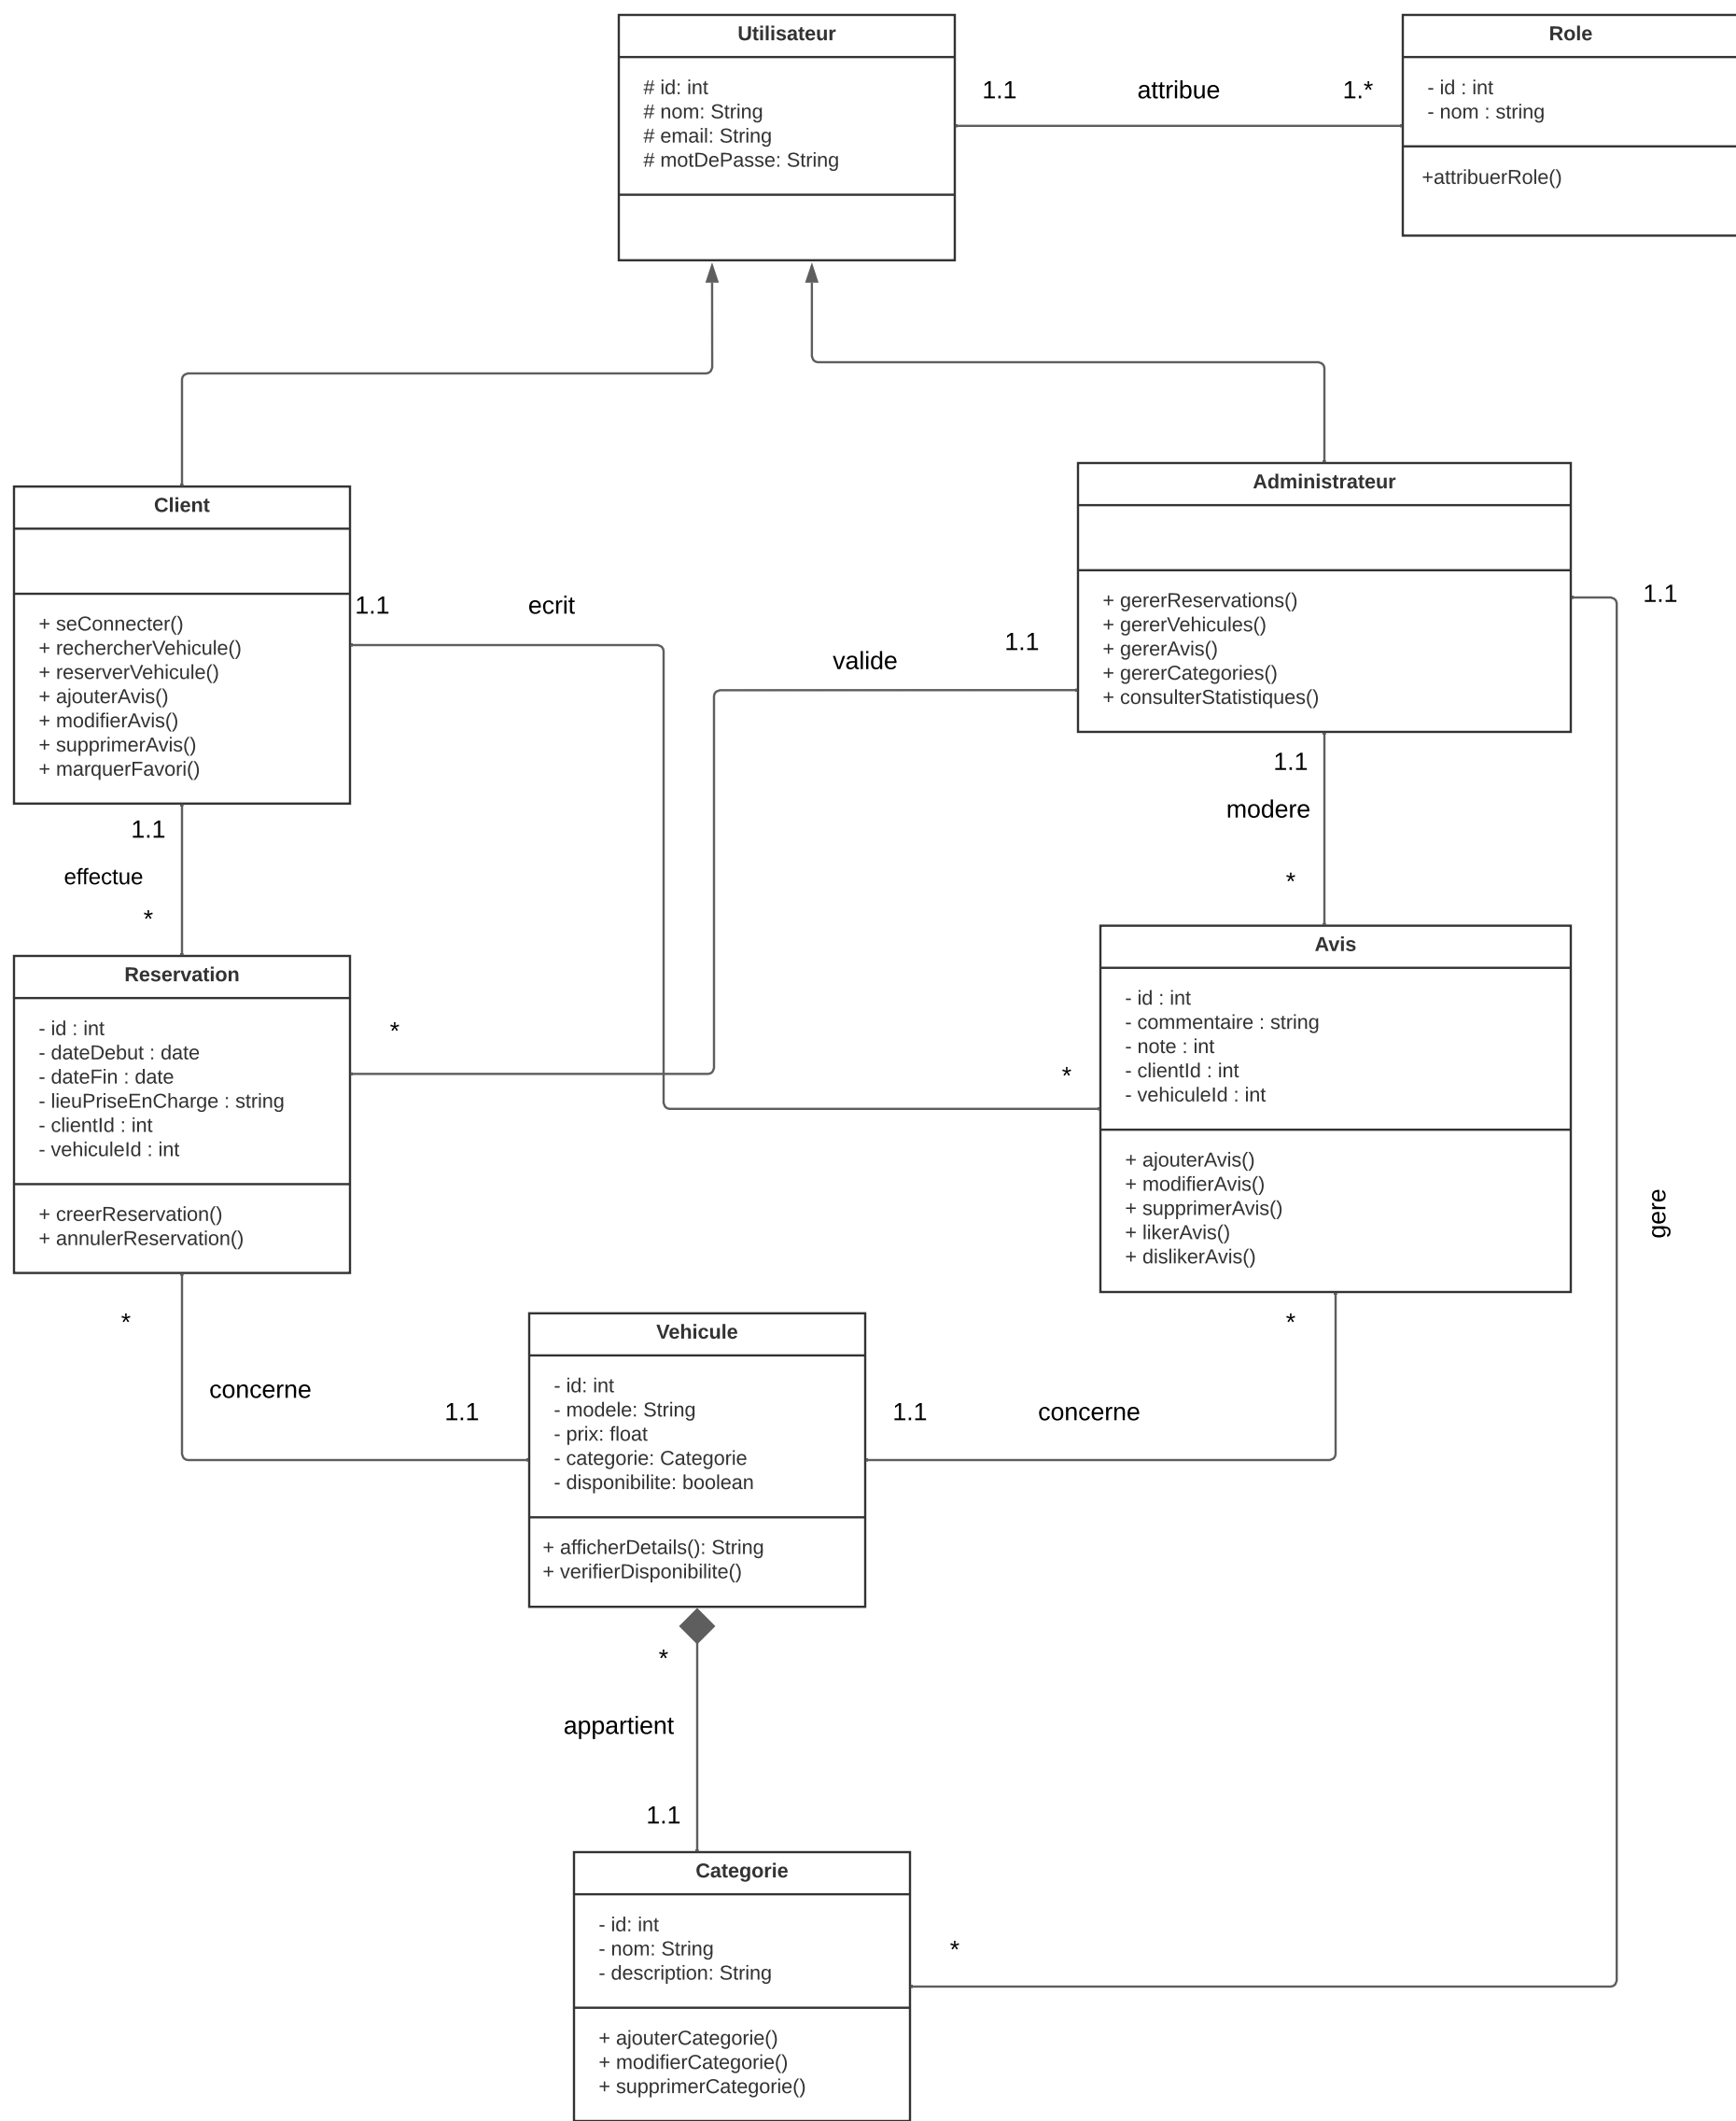 Utilisateur
# id: int
# nom: String
# email: String
# motDePasse: String
1.1
attribue
1.*
Role
- id : int
- nom : string
+attribuerRole()
Client
+ seConnecter()
+ rechercherVehicule()
+ reserverVehicule()
+ ajouterAvis()
+ modifierAvis()
+ supprimerAvis()
+ marquerFavori()
1.1
ecrit
valide
1.1
Administrateur
+ gererReservations()
+ gererVehicules()
+ gererAvis()
+ gererCategories()
+ consulterStatistiques()
1.1
1.1
effectue
*
1.1
modere
*
Reservation
- id : int
- dateDebut : date
- dateFin : date
- lieuPriseEnCharge : string
- clientId : int
- vehiculeId : int
+ creerReservation()
+ annulerReservation()
*
*
Avis
- id : int
- commentaire : string
- note : int
- clientId : int
- vehiculeId : int
+ ajouterAvis()
+ modifierAvis()
+ supprimerAvis()
+ likerAvis()
+ dislikerAvis()
gere
*
concerne
1.1
Vehicule
- id: int
- modele: String
- prix: float
- categorie: Categorie
- disponibilite: boolean
+ afficherDetails(): String
+ verifierDisponibilite()
1.1
concerne
*
*
appartient
1.1
Categorie
- id: int
- nom: String
- description: String
+ ajouterCategorie()
+ modifierCategorie()
+ supprimerCategorie()
*